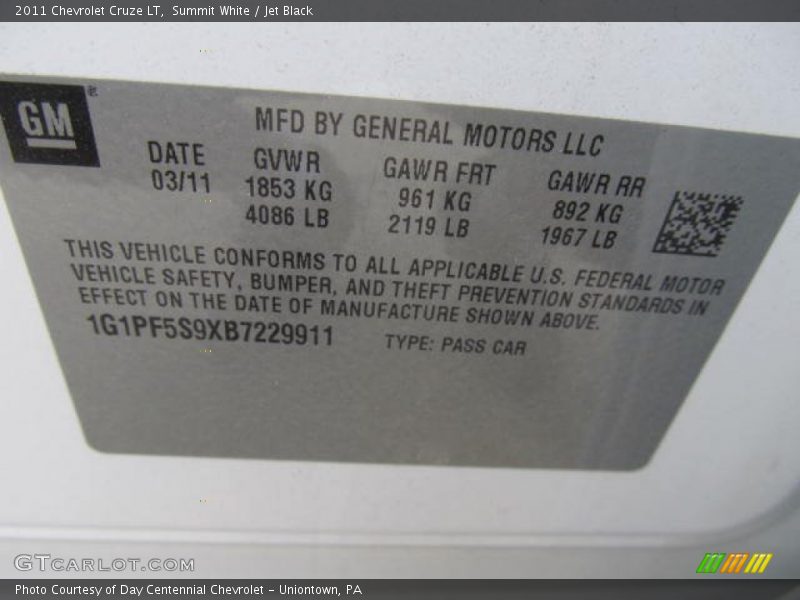 2011 Chevrolet Cruze LT, Summit White / Jet Black
GM®
MFD BY GENERAL MOTORS LLC
DATE GVWR GAWR FRT GAWR RR
03/11 1853 KG 961 KG 892 KG
4086 LB 2119 LB 1967 LB
THIS VEHICLE CONFORMS TO ALL APPLICABLE U.S. FEDERAL MOTOR
VEHICLE SAFETY, BUMPER, AND THEFT PREVENTION STANDARDS IN
EFFECT ON THE DATE OF MANUFACTURE SHOWN ABOVE.
1G1PF5S9XB7229911 TYPE: PASS CAR
GTCARLOT.COM
Photo Courtesy of Day Centennial Chevrolet - Uniontown, PA